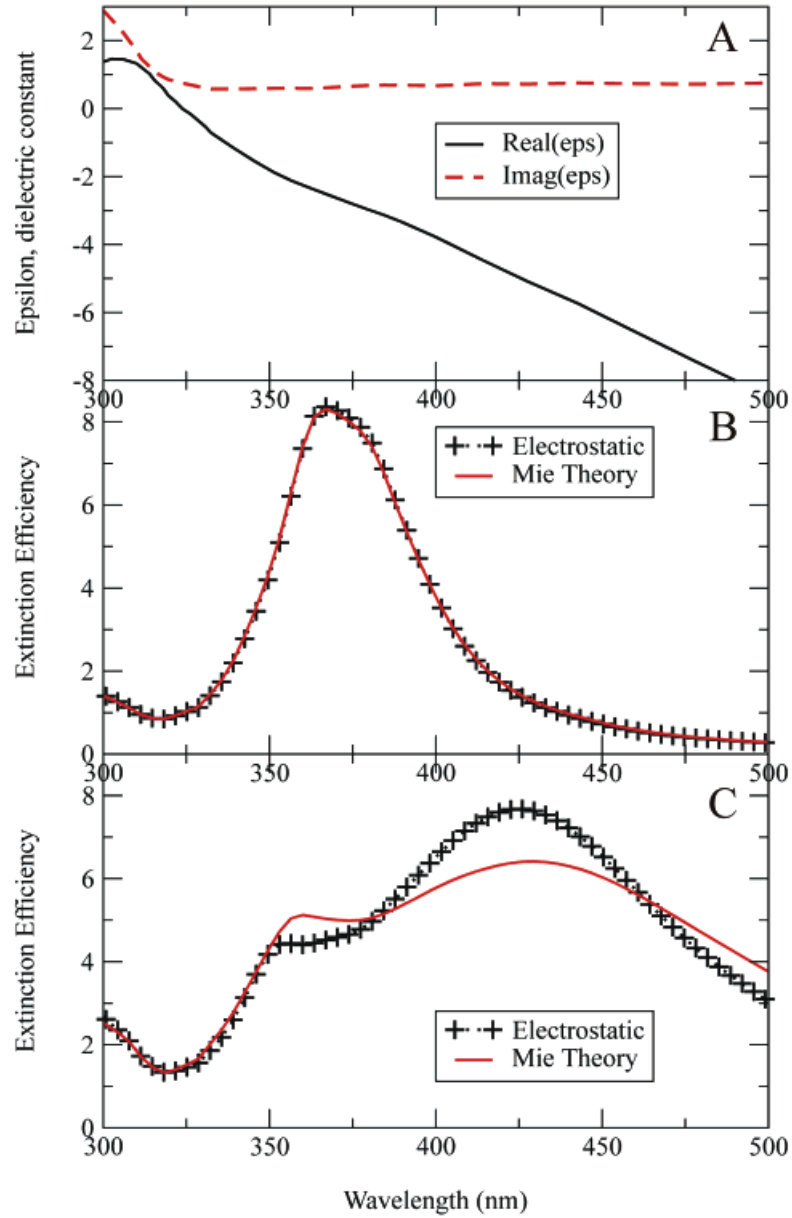 A
2
0
-2
-4
-6
-8
Epsilon, dielectric constant
Real(eps)
Imag(eps)
300 350 400 450 500
B
8
6
4
2
0
Extinction Efficiency
Electrostatic
Mie Theory
300 350 400 450 500
C
8
6
4
2
0
Extinction Efficiency
Electrostatic
Mie Theory
300 350 400 450 500
Wavelength (nm)